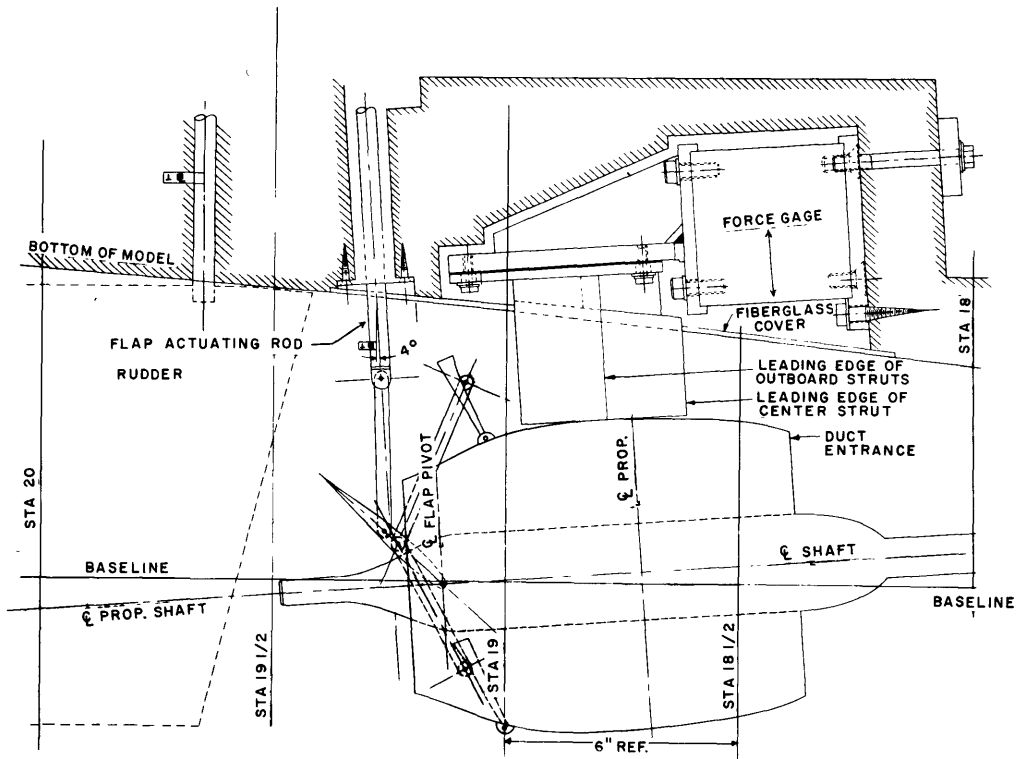 FORCE GAGE
BOTTOM OF MODEL
STA 18
FIBERGLASS
COVER
FLAP ACTUATING ROD
4°
RUDDER
LEADING EDGE OF
OUTBOARD STRUTS
LEADING EDGE OF
CENTER STRUT
DUCT
ENTRANCE
℄ FLAP PIVOT
℄ PROP.
STA 20
℄ SHAFT
BASELINE
BASELINE
℄ PROP. SHAFT
STA 19 1/2
STA 19
STA 18 1/2
6" REF.